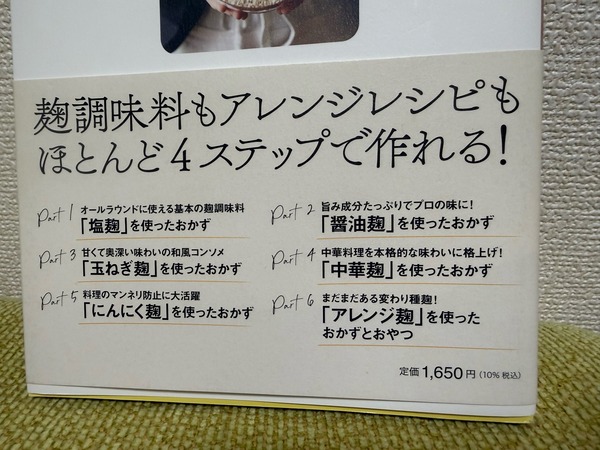 麹調味料もアレンジレシピも
ほとんど4ステップで作れる!
Part 1 オールラウンドに使える基本の麹調味料
「塩麹」を使ったおかず
Part 2 旨み成分たっぷりでプロの味に!
「醤油麹」を使ったおかず
Part 3 甘くて奥深い味わいの和風コンソメ
「玉ねぎ麹」を使ったおかず
Part 4 中華料理を本格的な味わいに格上げ!
「中華麹」を使ったおかず
Part 5 料理のマンネリ防止に大活躍
「にんにく麹」を使ったおかず
Part 6 まだまだある変わり種麹!
「アレンジ麹」を使った
おかずとおやつ
定価 1,650円(10%税込)